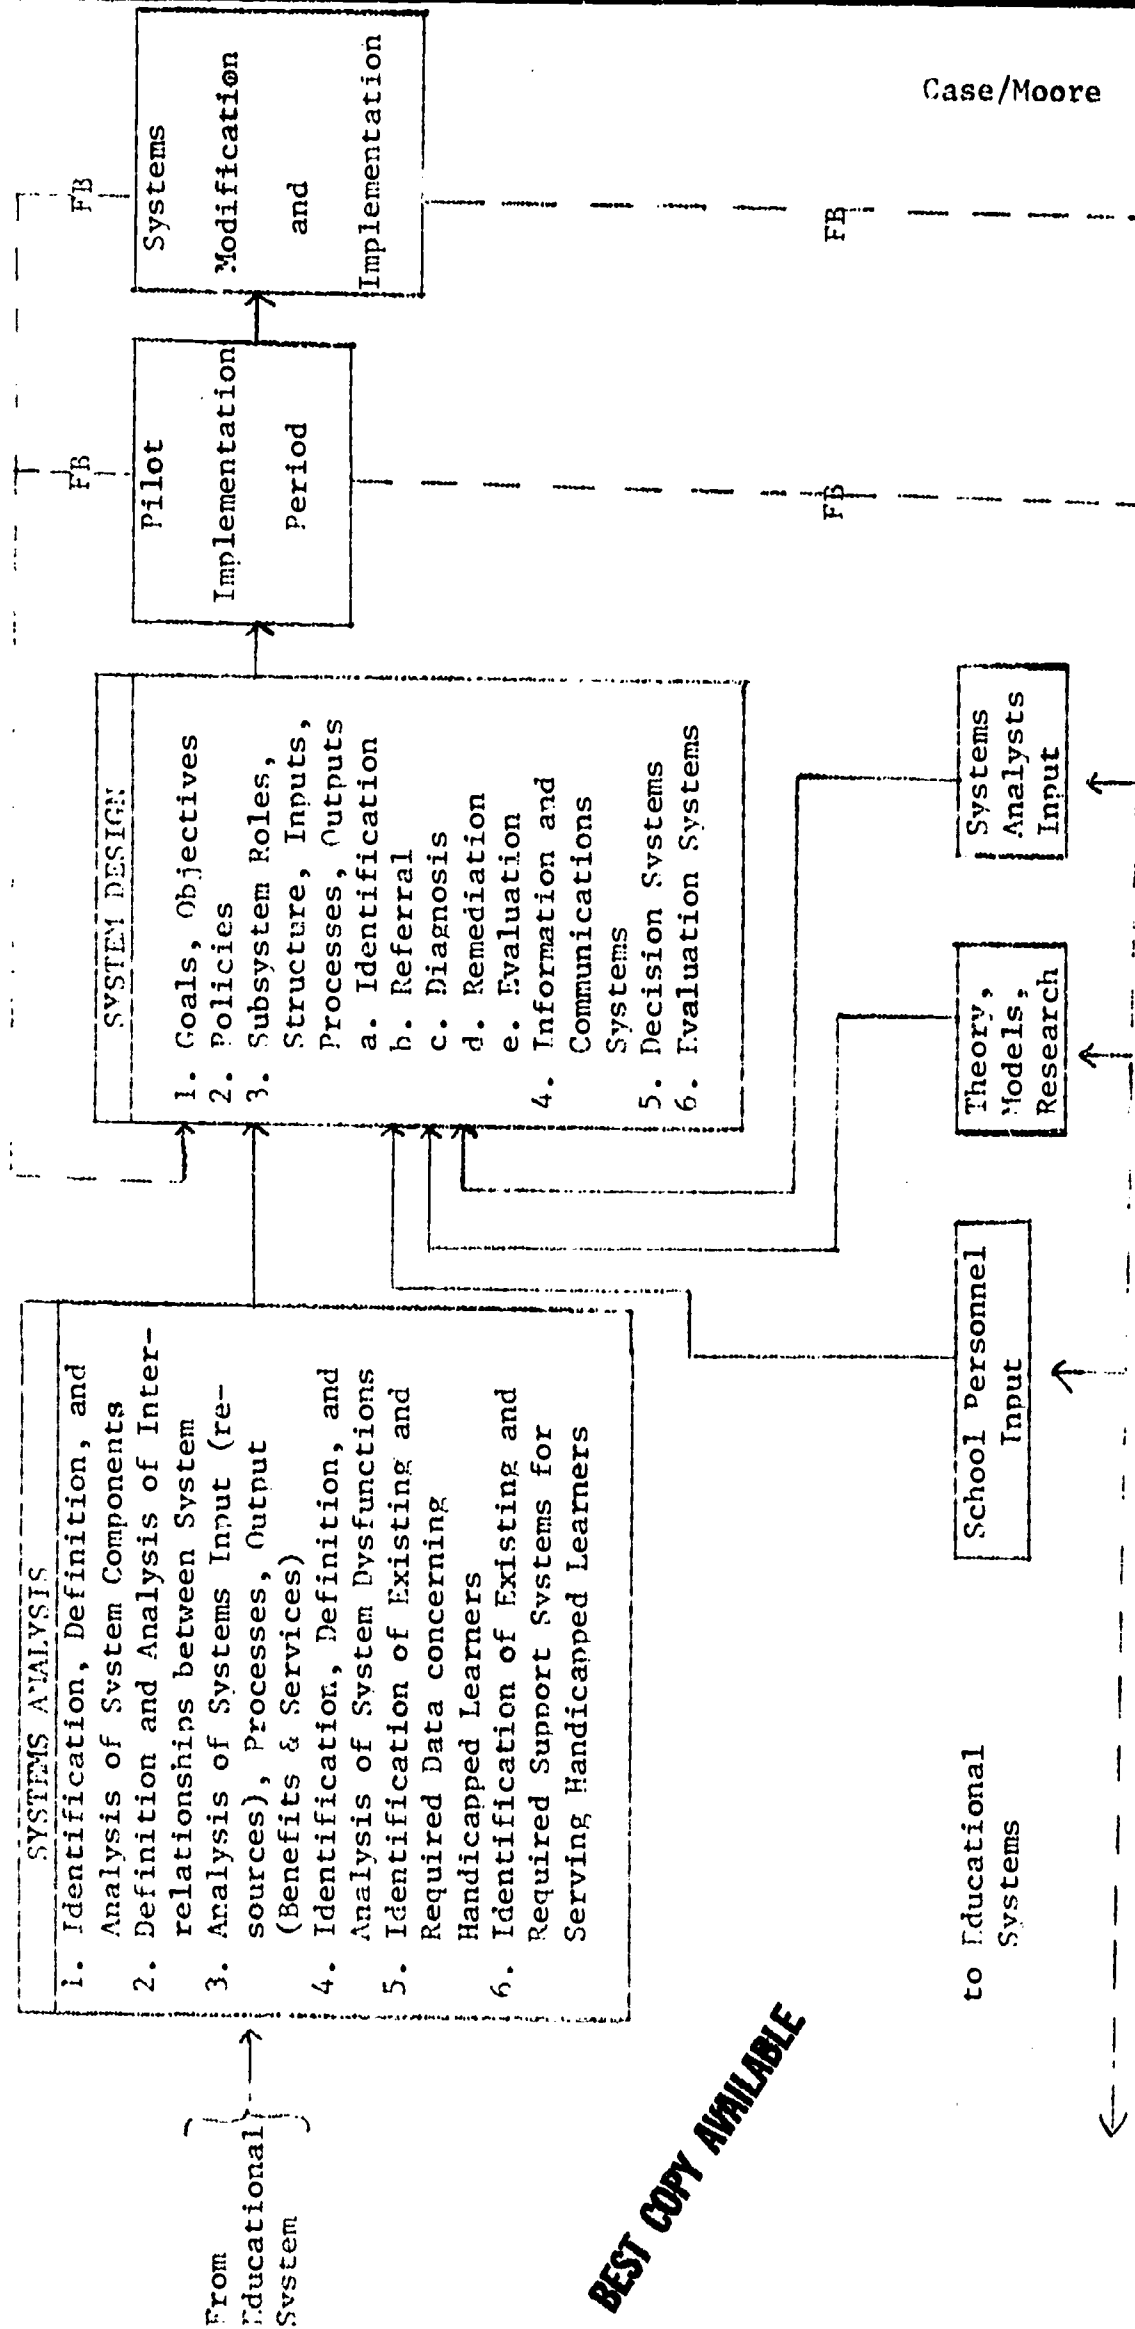 Case/Moore
From
Educational
System
SYSTEMS ANALYSIS
1. Identification, Definition, and
Analysis of System Components
2. Definition and Analysis of Inter-
relationships between System
3. Analysis of Systems Input (re-
sources), Processes, Output
(Benefits & Services)
4. Identification, Definition, and
Analysis of System Dysfunctions
5. Identification of Existing and
Required Data concerning
Handicapped Learners
6. Identification of Existing and
Required Support Systems for
Serving Handicapped Learners
SYSTEM DESIGN
1. Goals, Objectives
2. Policies
3. Subsystem Roles,
Structure, Inputs,
Processes, Outputs
a. Identification
b. Referral
c. Diagnosis
d. Remediation
e. Evaluation
4. Information and
Communications
Systems
5. Decision Systems
6. Evaluation Systems
FB
Pilot
Implementation
Period
FB
Systems
Modification
and
Implementation
FB
FB
School Personnel
Input
Theory,
Models,
Research
Systems
Analysts
Input
to Educational
Systems
BEST COPY AVAILABLE